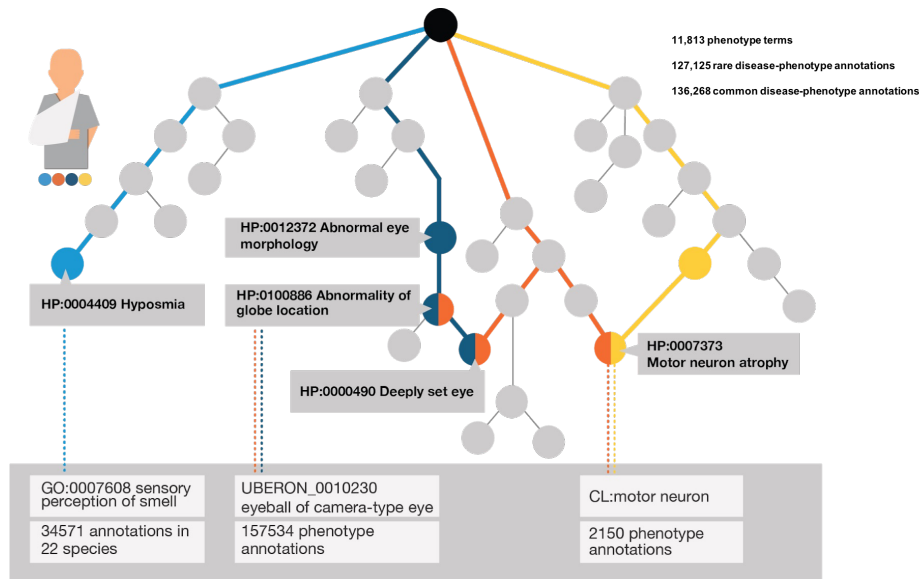 11,813 phenotype terms
127,125 rare disease-phenotype annotations
136,268 common disease-phenotype annotations
HP:0012372 Abnormal eye
morphology
HP:0004409 Hyposmia
HP:0100886 Abnormality of
globe location
HP:0007373
Motor neuron atrophy
HP:0000490 Deeply set eye
GO:0007608 sensory
perception of smell
34571 annotations in
22 species
UBERON_0010230
eyeball of camera-type eye
157534 phenotype
annotations
CL:motor neuron
2150 phenotype
annotations